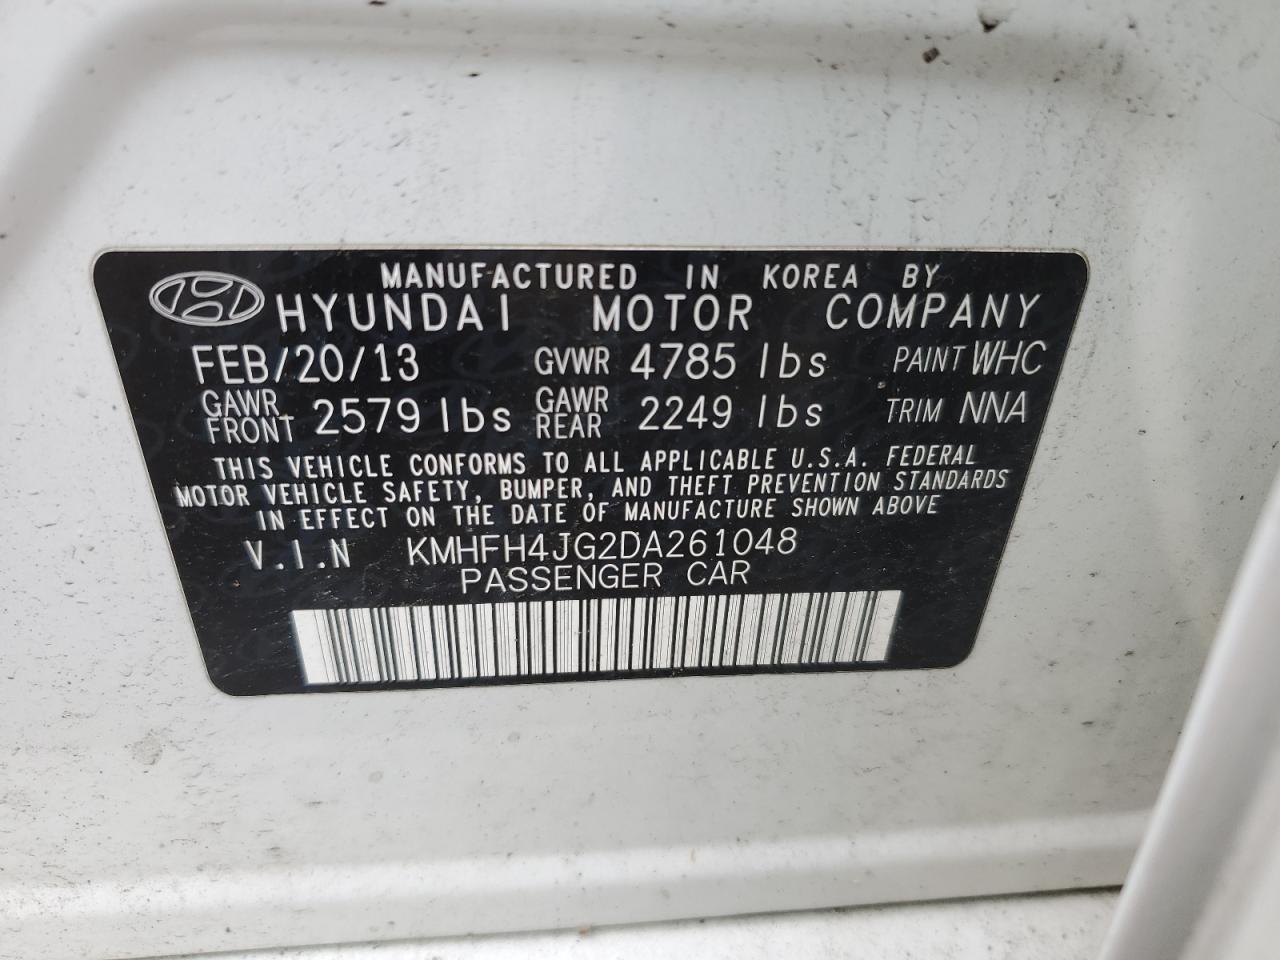 MANUFACTURED IN KOREA BY
HYUNDAI MOTOR COMPANY
FEB/20/13 GVWR 4785 lbs PAINT WHC
GAWR FRONT 2579 lbs GAWR REAR 2249 lbs TRIM NNA
THIS VEHICLE CONFORMS TO ALL APPLICABLE U.S.A. FEDERAL
MOTOR VEHICLE SAFETY, BUMPER, AND THEFT PREVENTION STANDARDS
IN EFFECT ON THE DATE OF MANUFACTURE SHOWN ABOVE
V.I.N KMHFH4JG2DA261048
PASSENGER CAR